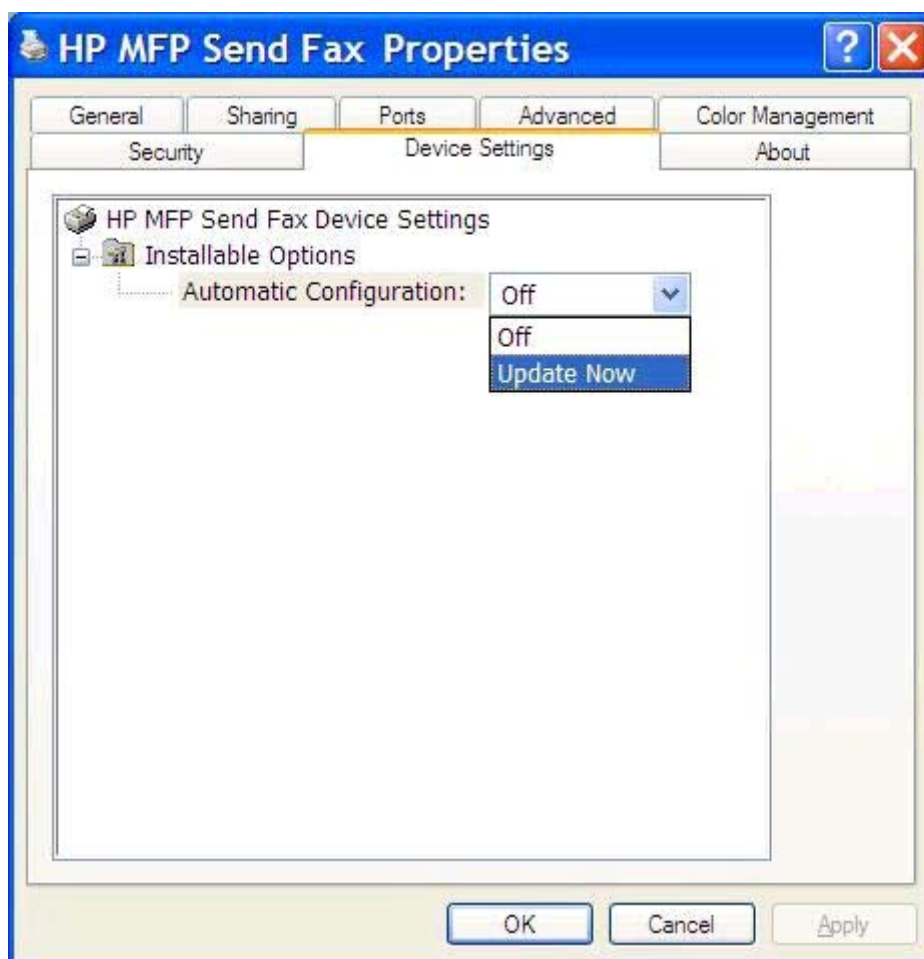 HP MFP Send Fax Properties
General Sharing Ports Advanced Color Management
Security Device Settings About
HP MFP Send Fax Device Settings
Installable Options
Automatic Configuration: Off
Off
Update Now
OK Cancel Apply